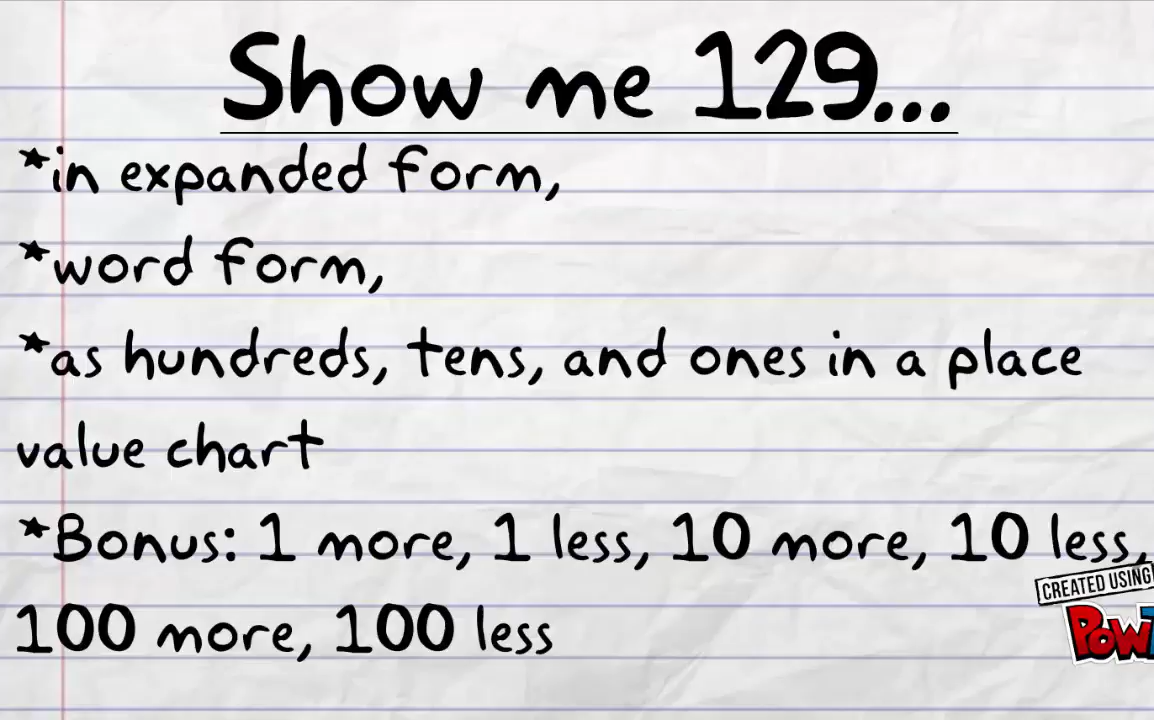 Show me 129...
*in expanded form,
*word form,
*as hundreds, tens, and ones in a place
value chart
*Bonus: 1 more, 1 less, 10 more, 10 less,
100 more, 100 less
CREATED USING